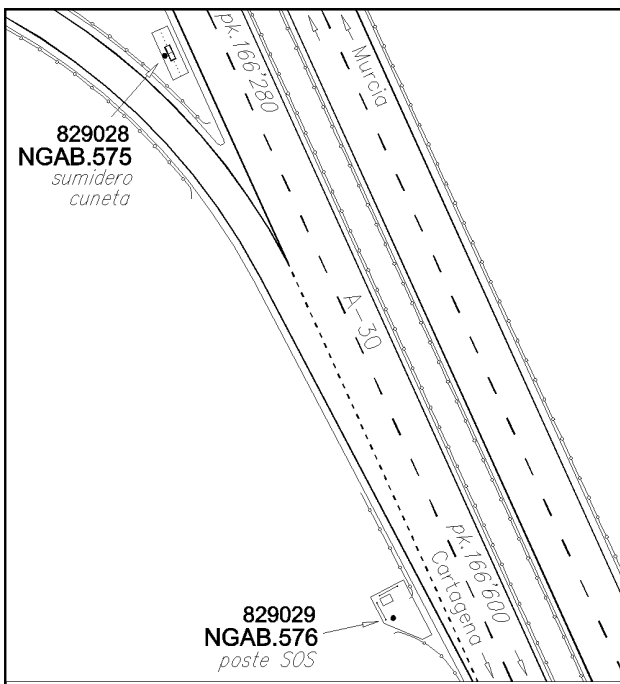 pk.166'280
Murcia
829028
NGAB.575
sumidero
cuneta
A-30
pk.166'600
Cartagena
829029
NGAB.576
poste SOS